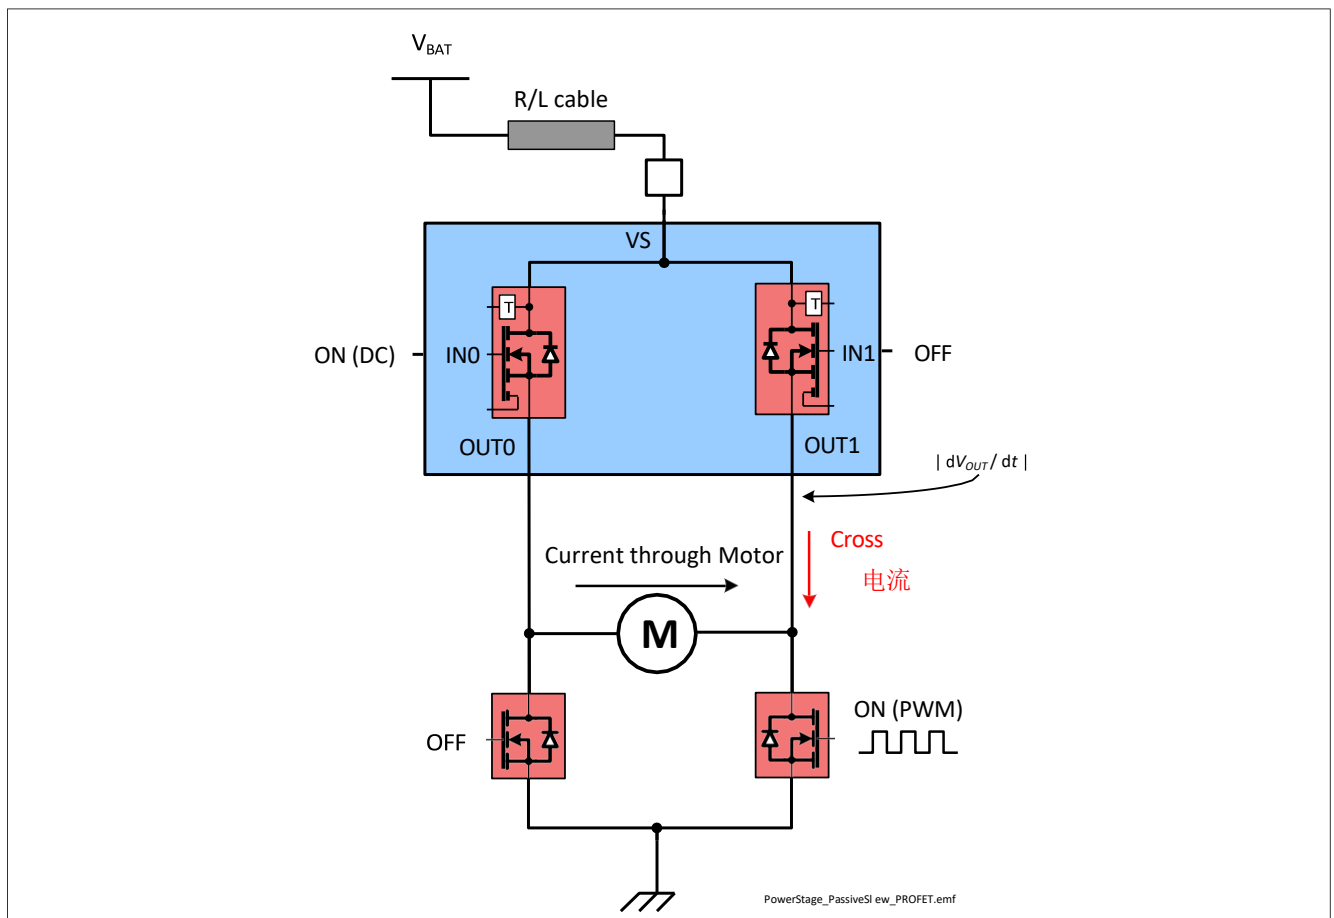 VBAT
R/L cable
VS
T
T
ON (DC)
IN0
IN1
OFF
OUT0
OUT1
| dVOUT / dt |
Current through Motor
Cross
电流
M
OFF
ON (PWM)
PowerStage_PassiveSl ew_PROFET.emf